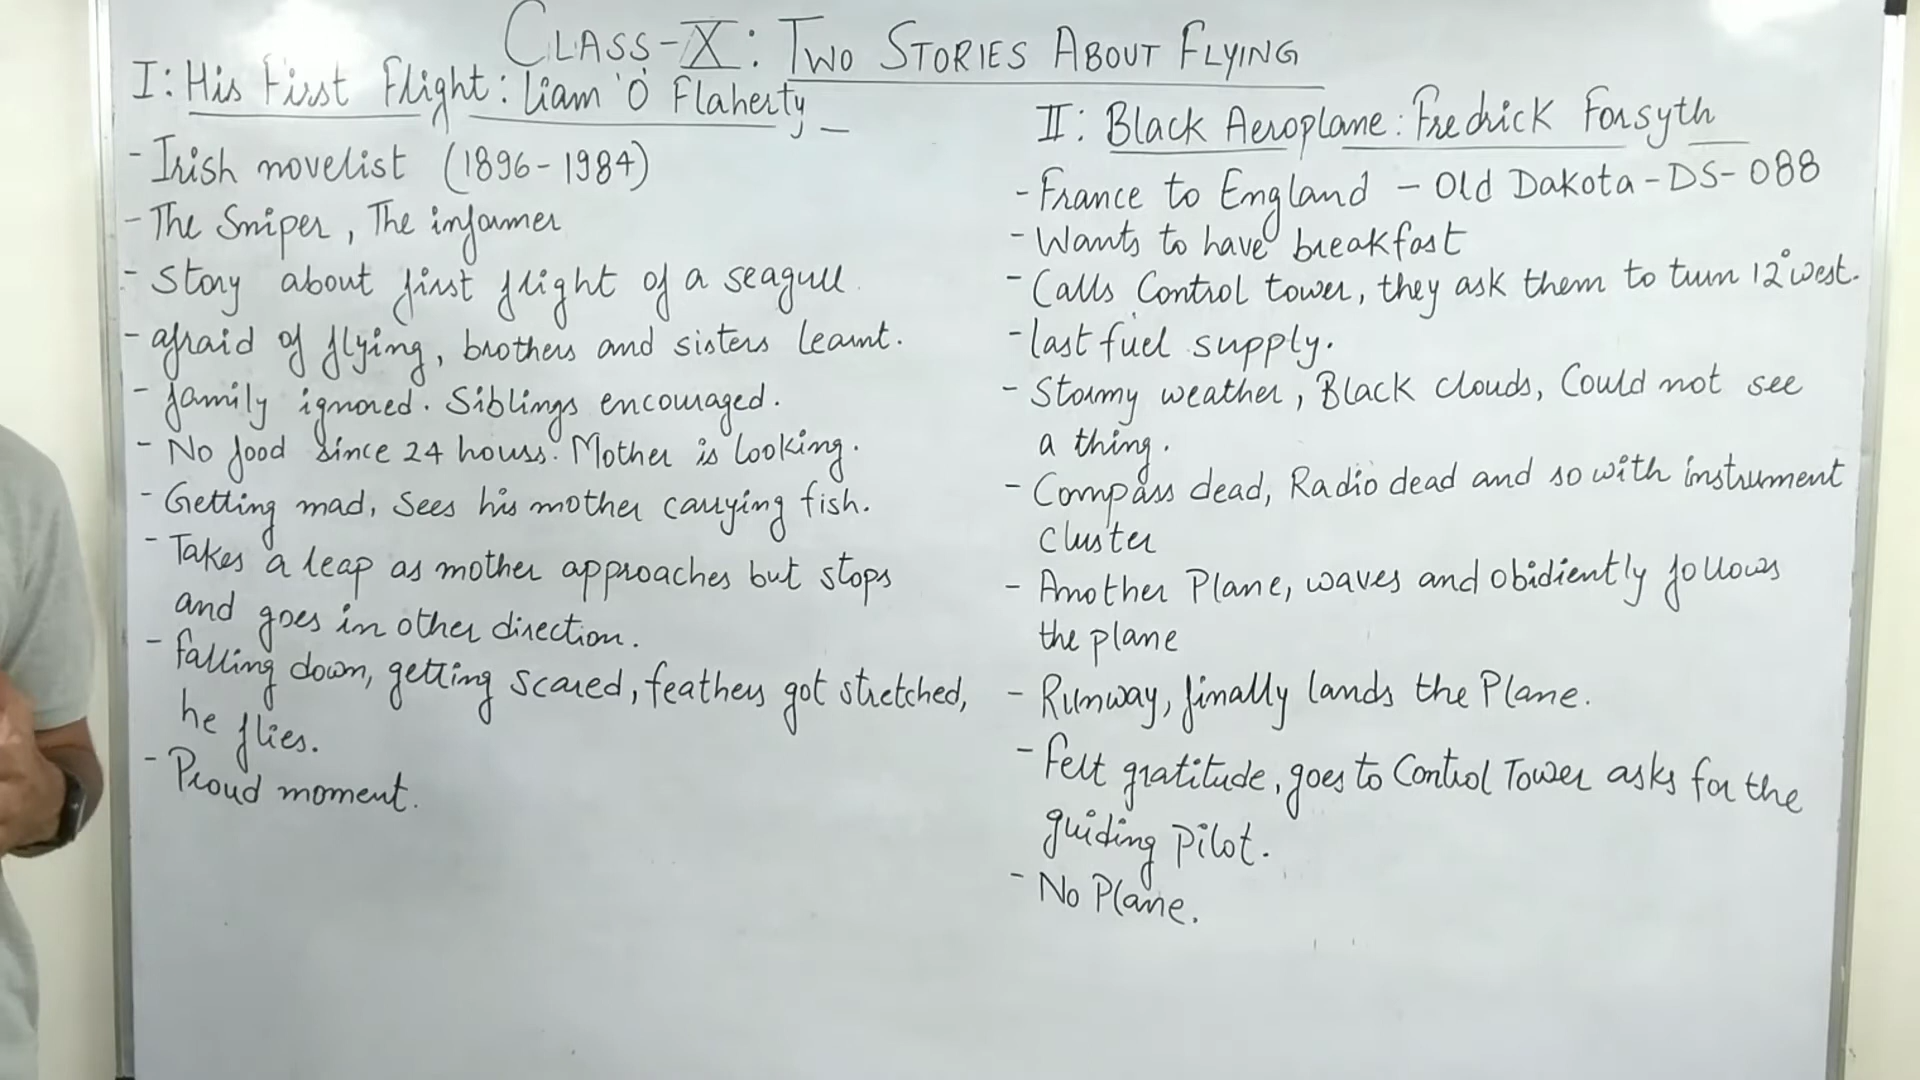 CLASS-X: TWO STORIES ABOUT FLYING
I: His First Flight: Liam 'O' Flaherty
- Irish novelist (1896-1984)
- The Sniper, The informer
- Story about first flight of a seagull.
- afraid of flying, brothers and sisters learnt.
- family ignored. Siblings encouraged.
- No food since 24 hours. Mother is looking.
- Getting mad, Sees his mother carrying fish.
- Takes a leap as mother approaches but stops
and goes in other direction.
- falling down, getting scared, feathers got stretched,
he flies.
- Proud moment.
II: Black Aeroplane: Fredrick Forsyth
- France to England - Old Dakota - DS-088
- Wants to have breakfast
- Calls Control tower, they ask them to turn 12° west.
- last fuel supply.
- Stormy weather, Black clouds, Could not see
a thing.
- Compass dead, Radio dead and so with instrument
cluster
- Another Plane, waves and obidiently follows
the plane
- Runway, finally lands the Plane.
- Felt gratitude, goes to Control Tower asks for the
guiding Pilot.
- No Plane.